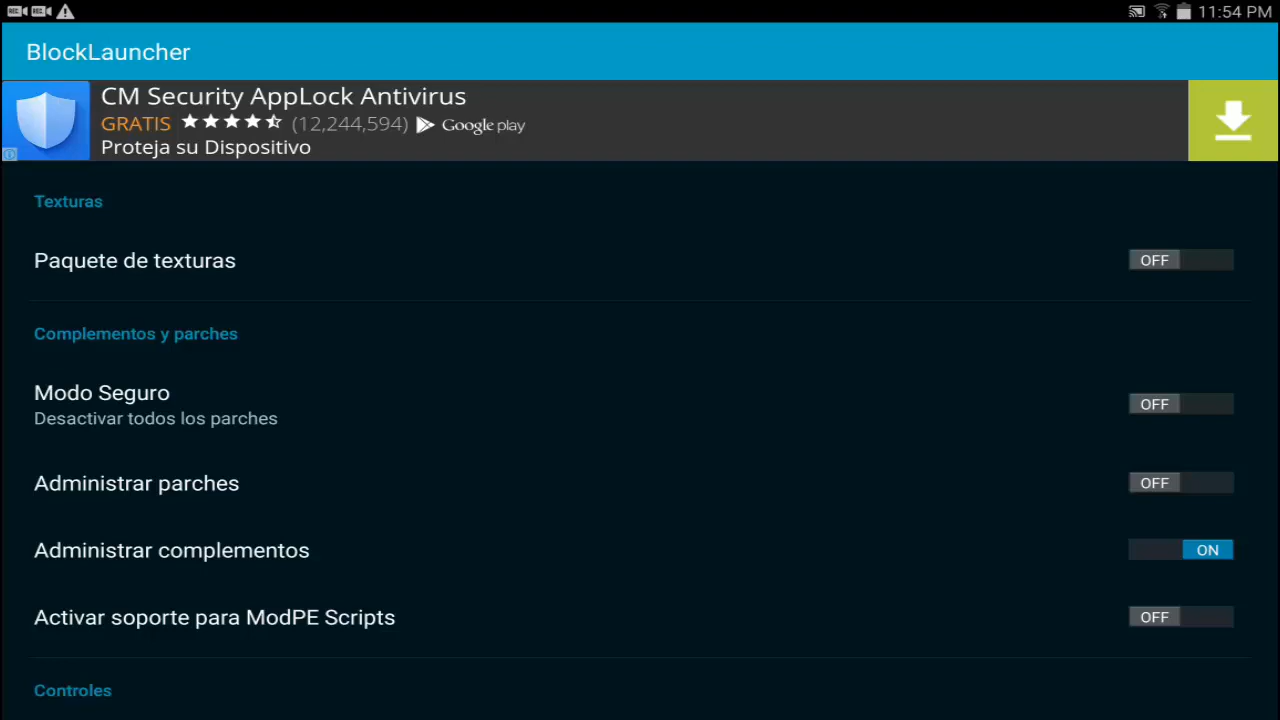 REC REC 11:54 PM
BlockLauncher
CM Security AppLock Antivirus
GRATIS (12,244,594) Google play
Proteja su Dispositivo
Texturas
Paquete de texturas OFF
Complementos y parches
Modo Seguro
Desactivar todos los parches
OFF
Administrar parches OFF
Administrar complementos ON
Activar soporte para ModPE Scripts OFF
Controles